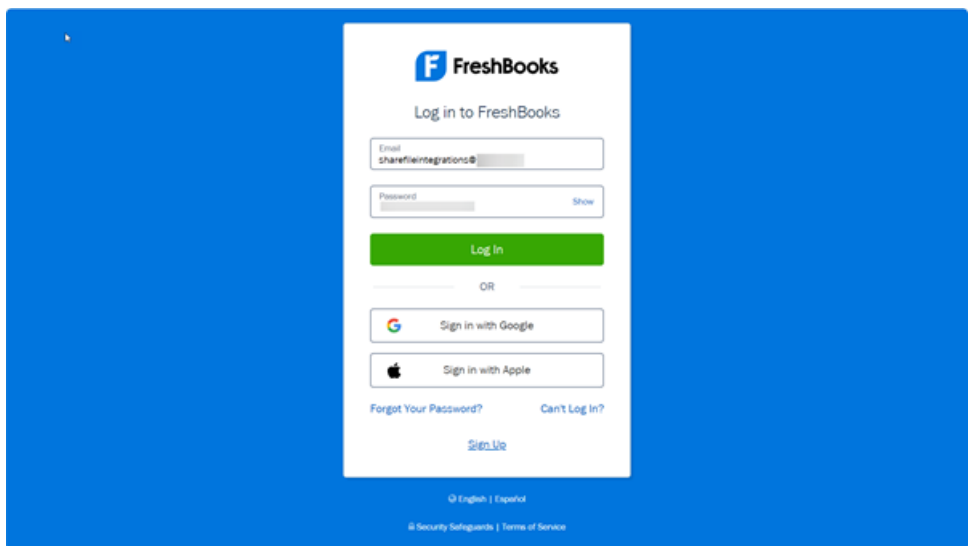 FreshBooks
Log in to FreshBooks
Email
sharefileintegrations@
Password
Show
Log In
OR
Sign in with Google
Sign in with Apple
Forgot Your Password? Can't Log In?
Sign Up
English | Español
Security Safeguards | Terms of Service